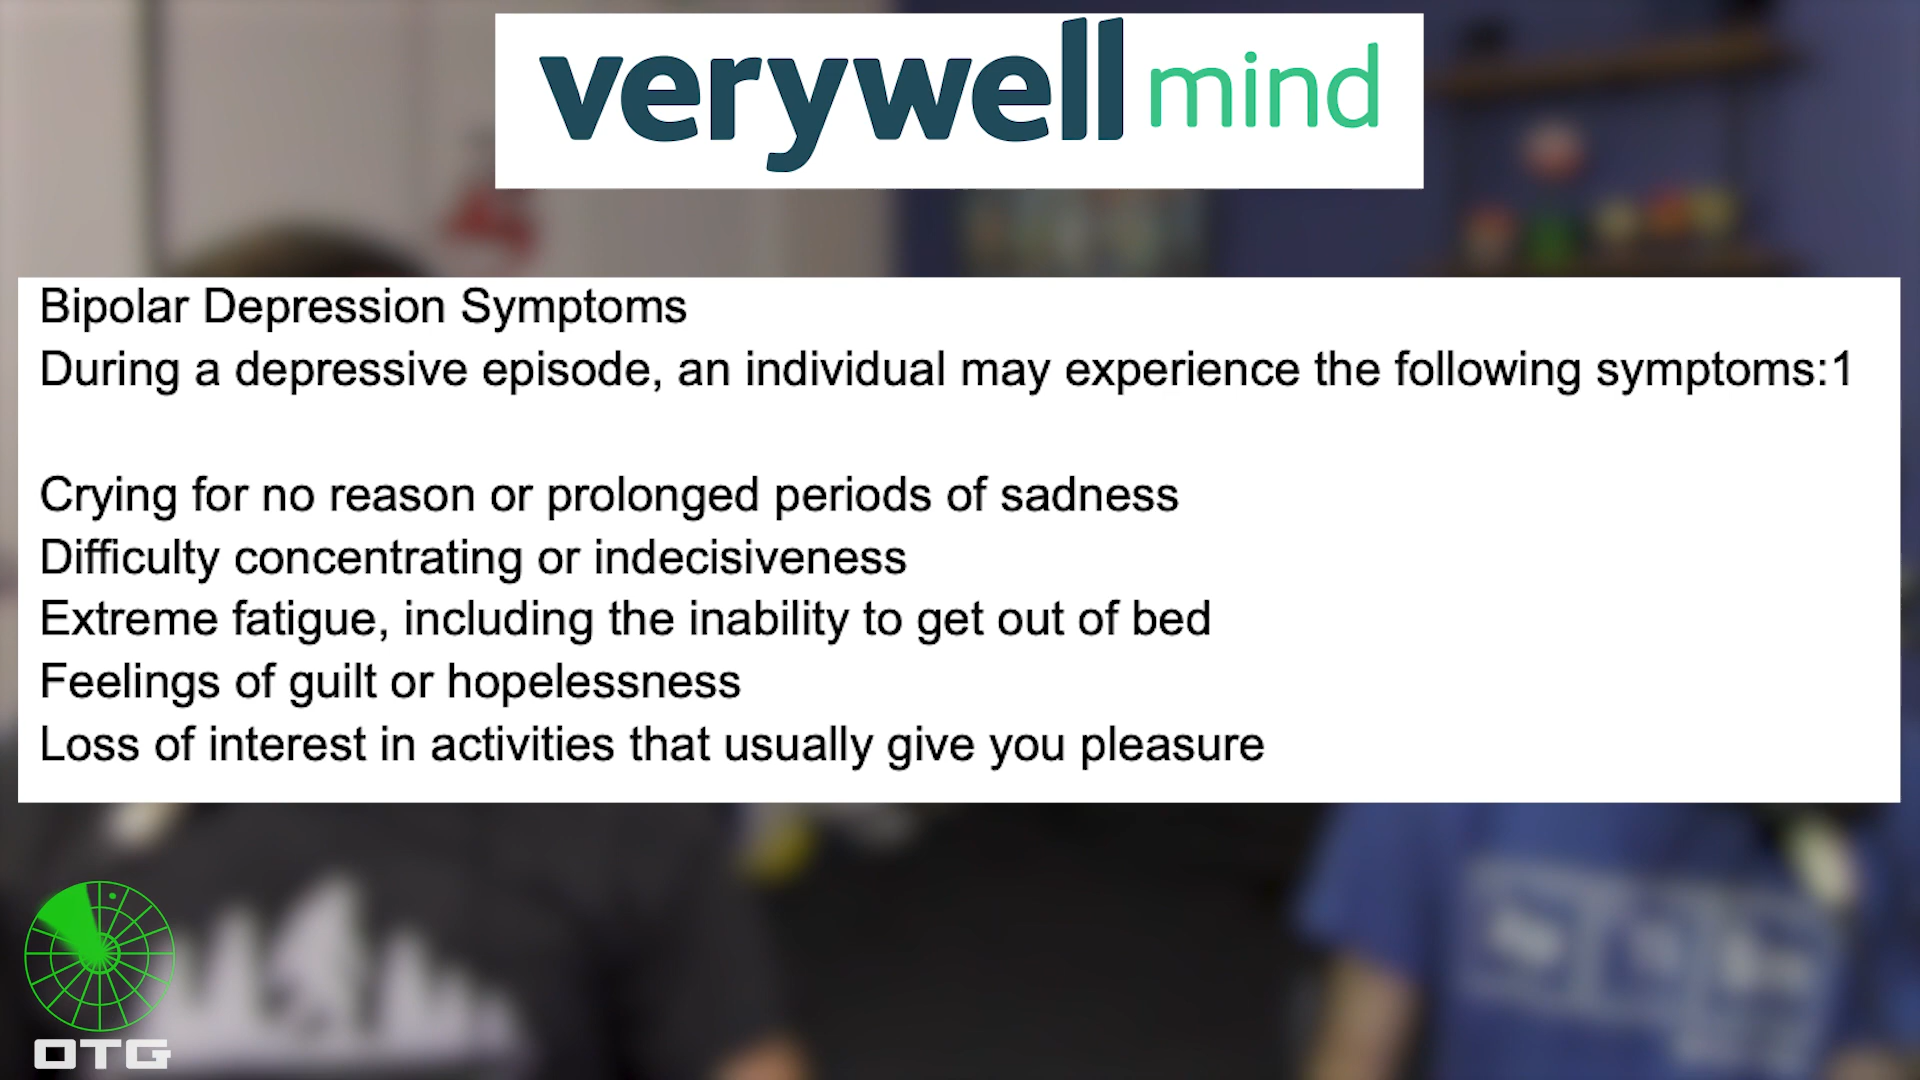 verywell mind
Bipolar Depression Symptoms
During a depressive episode, an individual may experience the following symptoms:1
Crying for no reason or prolonged periods of sadness
Difficulty concentrating or indecisiveness
Extreme fatigue, including the inability to get out of bed
Feelings of guilt or hopelessness
Loss of interest in activities that usually give you pleasure
OTG